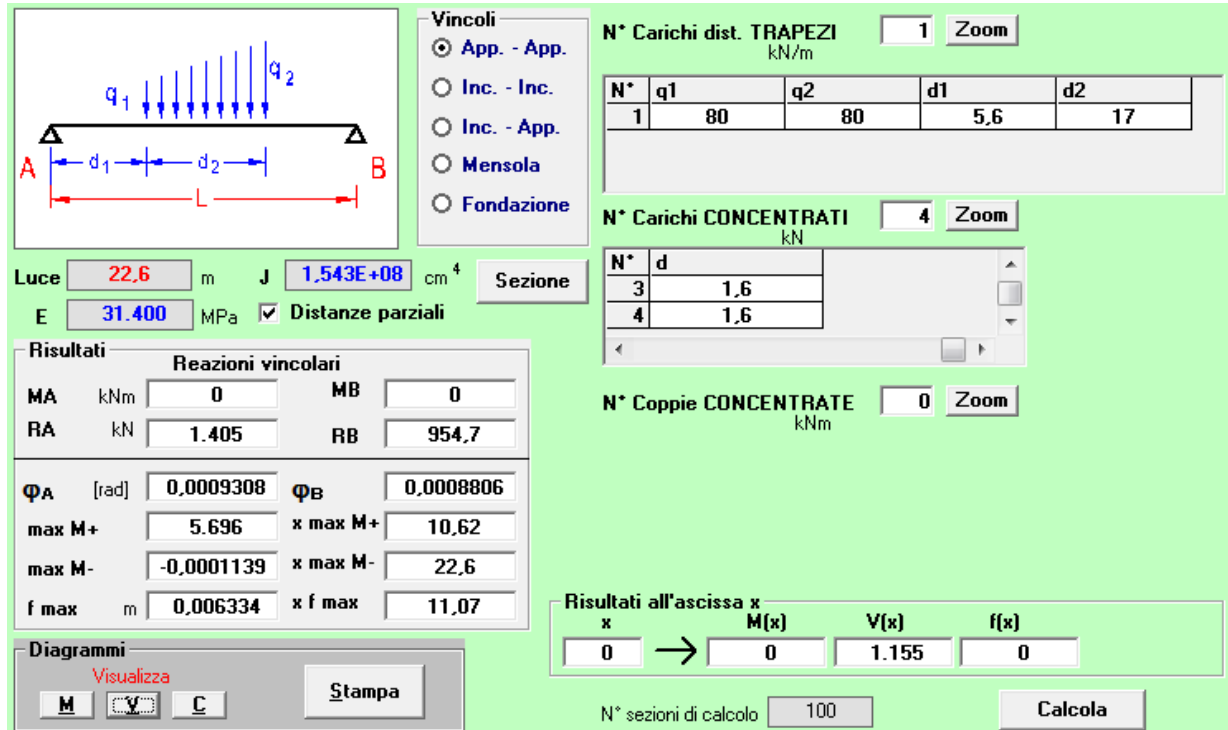 q1
q2
A
B
d1
d2
L
Vincoli
App. - App.
Inc. - Inc.
Inc. - App.
Mensola
Fondazione
N° Carichi dist. TRAPEZI 1 Zoom
kN/m
N° q1 q2 d1 d2
1 80 80 5,6 17
N° Carichi CONCENTRATI 4 Zoom
kN
N° d
3 1,6
4 1,6
N° Coppie CONCENTRATE 0 Zoom
kNm
Luce 22,6 m J 1,543E+08 cm4 Sezione
E 31.400 MPa Distanze parziali
Risultati
Reazioni vincolari
MA kNm 0 MB 0
RA kN 1.405 RB 954,7
φA [rad] 0,0009308 φB 0,0008806
max M+ 5.696 x max M+ 10,62
max M- -0,0001139 x max M- 22,6
f max m 0,006334 x f max 11,07
Risultati all'ascissa x
x M(x) V(x) f(x)
0 0 1.155 0
Diagrammi
Visualizza
M V C Stampa
N° sezioni di calcolo 100 Calcola